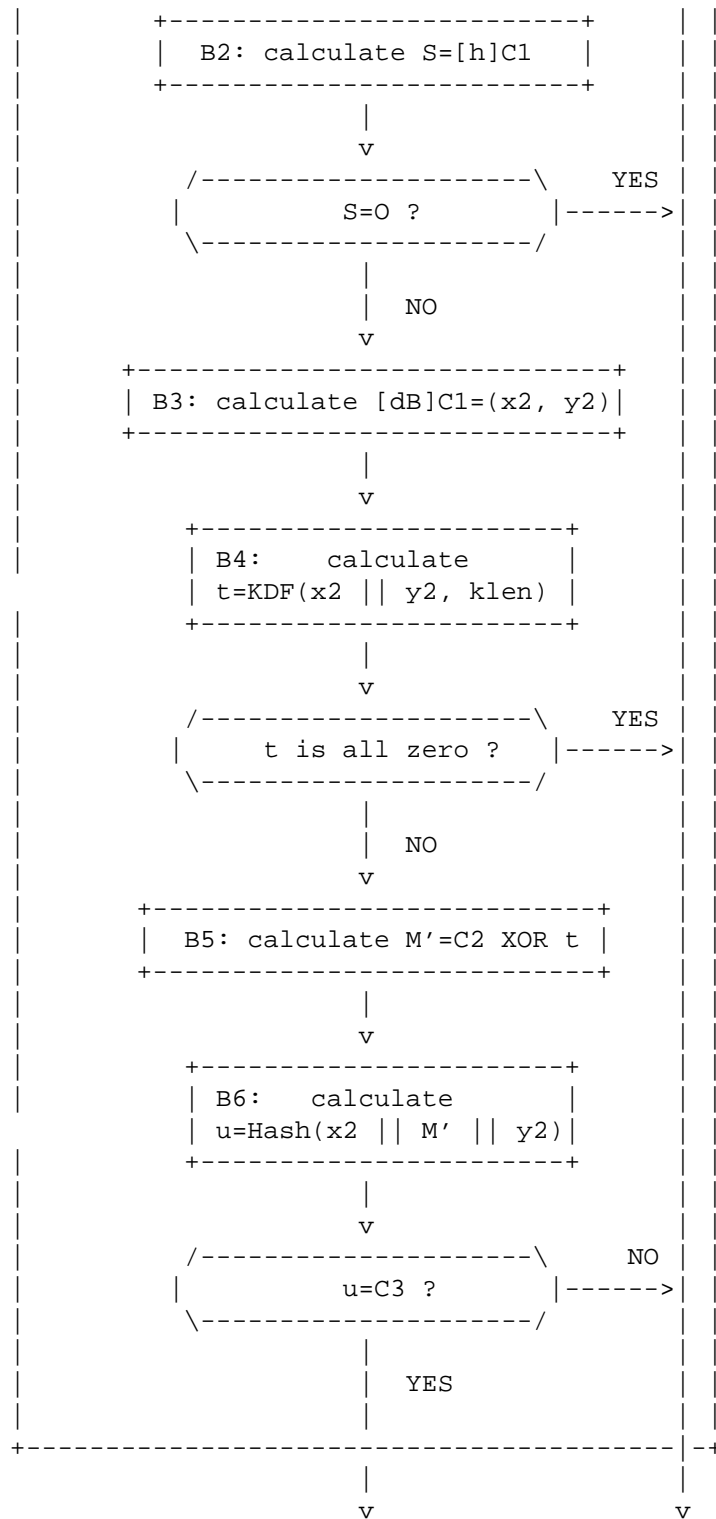 B2: calculate S=[h]C1
S=O ? YES
NO
B3: calculate [dB]C1=(x2, y2)
B4: calculate
t=KDF(x2 || y2, klen)
t is all zero ? YES
NO
B5: calculate M’=C2 XOR t
B6: calculate
u=Hash(x2 || M’ || y2)
u=C3 ? NO
YES
v v